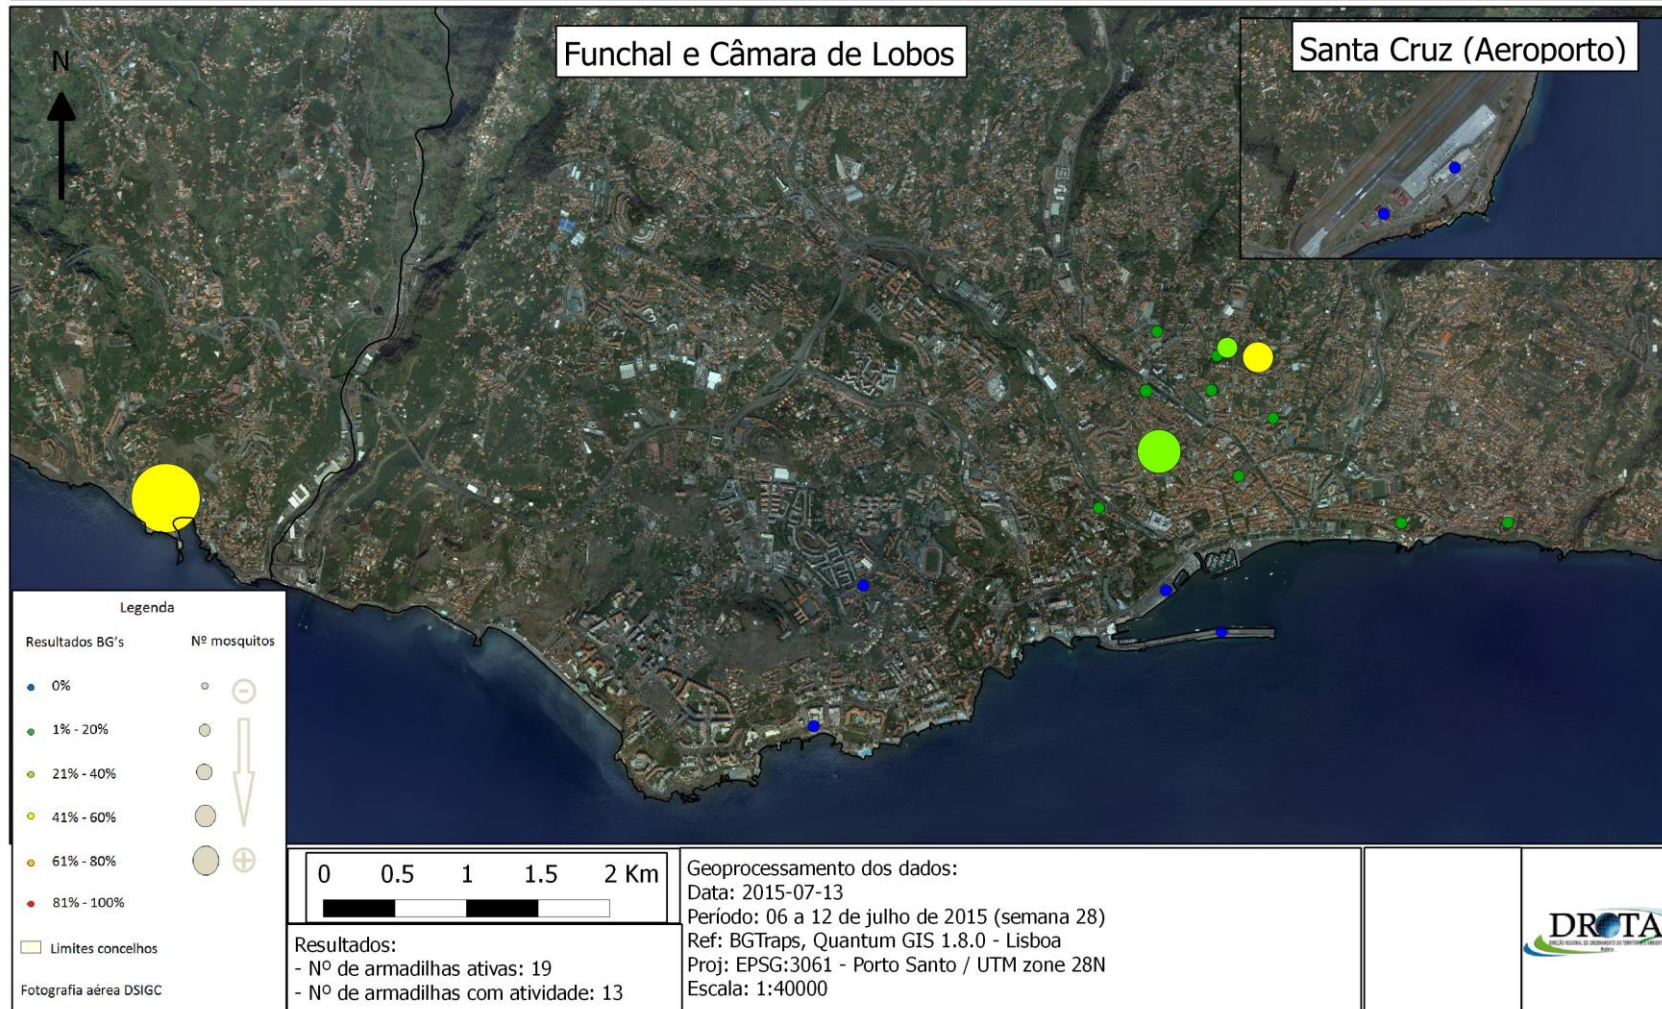 Funchal e Câmara de Lobos
Santa Cruz (Aeroporto)
N
Legenda
Resultados BG's
Nº mosquitos
0%
1% - 20%
21% - 40%
41% - 60%
61% - 80%
81% - 100%
Limites concelhos
Fotografia aérea DSIGC
0 0.5 1 1.5 2 Km
Resultados:
- Nº de armadilhas ativas: 19
- Nº de armadilhas com atividade: 13
Geoprocessamento dos dados:
Data: 2015-07-13
Período: 06 a 12 de julho de 2015 (semana 28)
Ref: BGTraps, Quantum GIS 1.8.0 - Lisboa
Proj: EPSG:3061 - Porto Santo / UTM zone 28N
Escala: 1:40000
DROTA